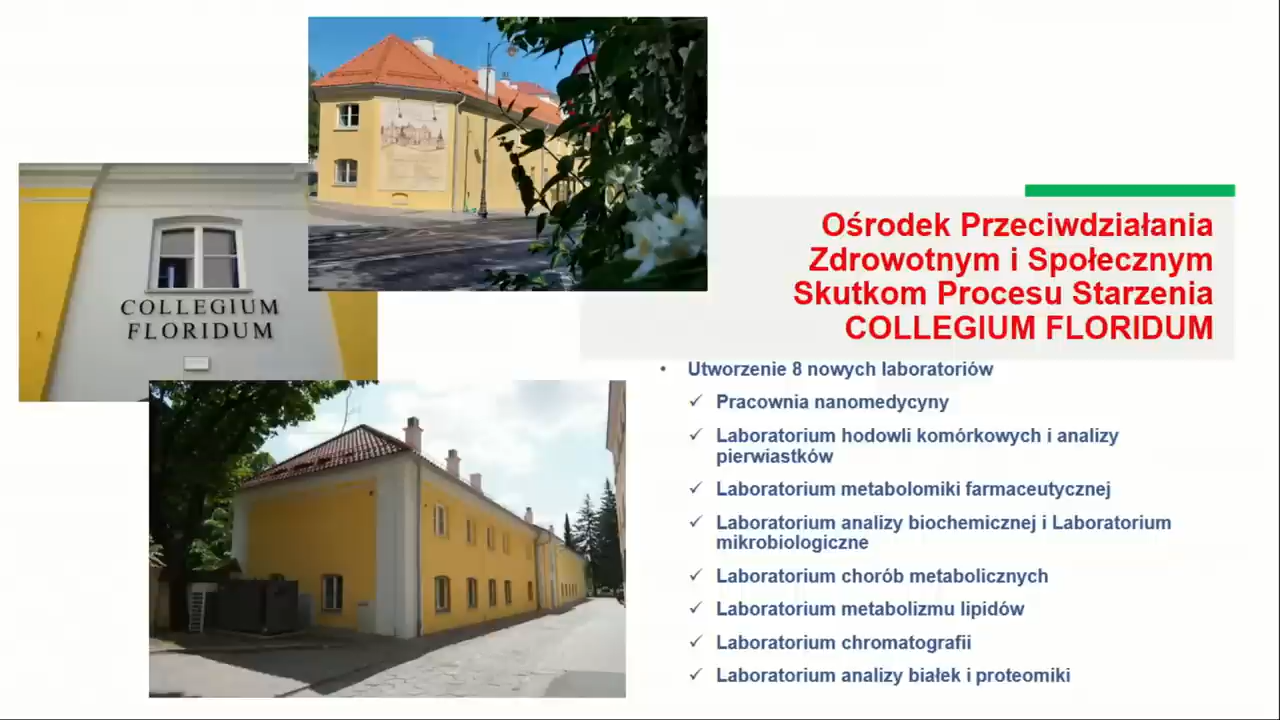 COLLEGIUM
FLORIDUM
Ośrodek Przeciwdziałania
Zdrowotnym i Społecznym
Skutkom Procesu Starzenia
COLLEGIUM FLORIDUM
• Utworzenie 8 nowych laboratoriów
✓ Pracownia nanomedycyny
✓ Laboratorium hodowli komórkowych i analizy
pierwiastków
✓ Laboratorium metabolomiki farmaceutycznej
✓ Laboratorium analizy biochemicznej i Laboratorium
mikrobiologiczne
✓ Laboratorium chorób metabolicznych
✓ Laboratorium metabolizmu lipidów
✓ Laboratorium chromatografii
✓ Laboratorium analizy białek i proteomiki